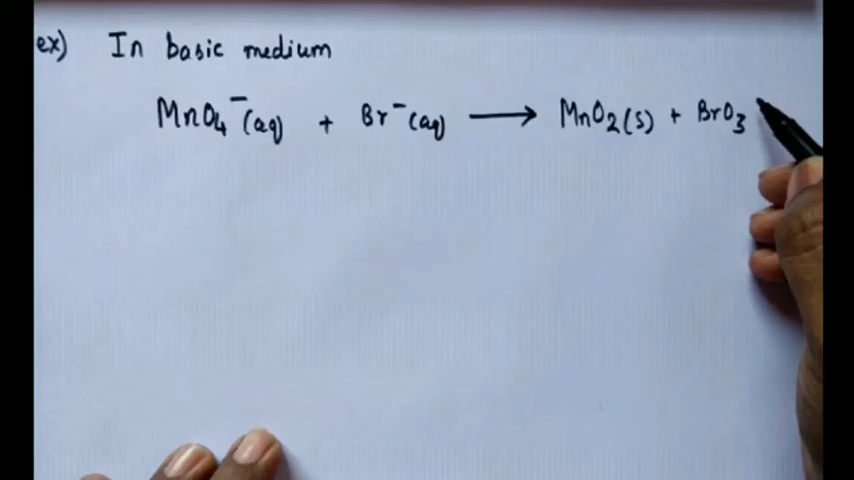 ex) In basic medium
MnO₄⁻(aq) + Br⁻(aq) ⟶ MnO₂(s) + BrO₃